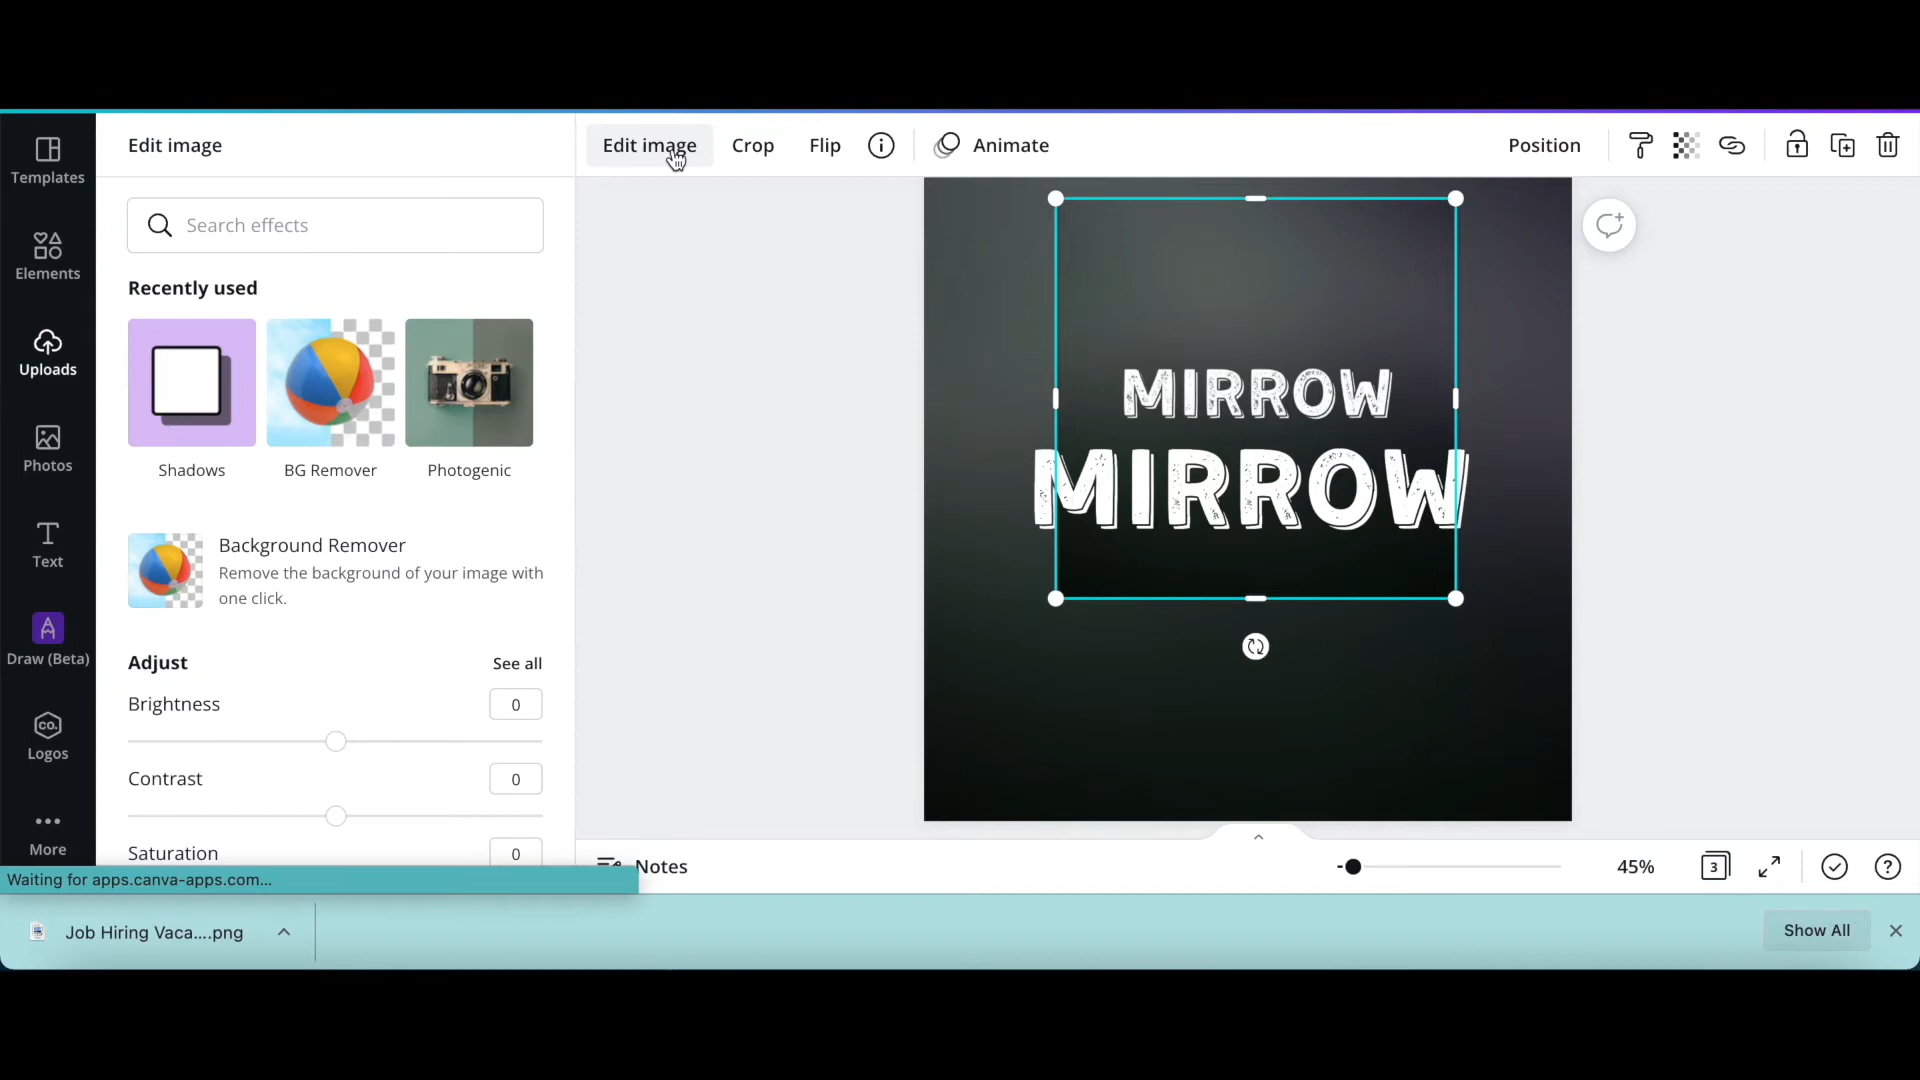 Templates
Elements
Uploads
Photos
Text
Draw (Beta)
CO.
Logos
More
Edit image
Search effects
Recently used
Shadows
BG Remover
Photogenic
Background Remover
Remove the background of your image with
one click.
Adjust
See all
Brightness
0
Contrast
0
Saturation
0
Edit image
Crop
Flip
Animate
Position
MIRROW
MIRROW
Notes
45%
3
Waiting for apps.canva-apps.com...
Job Hiring Vaca....png
Show All